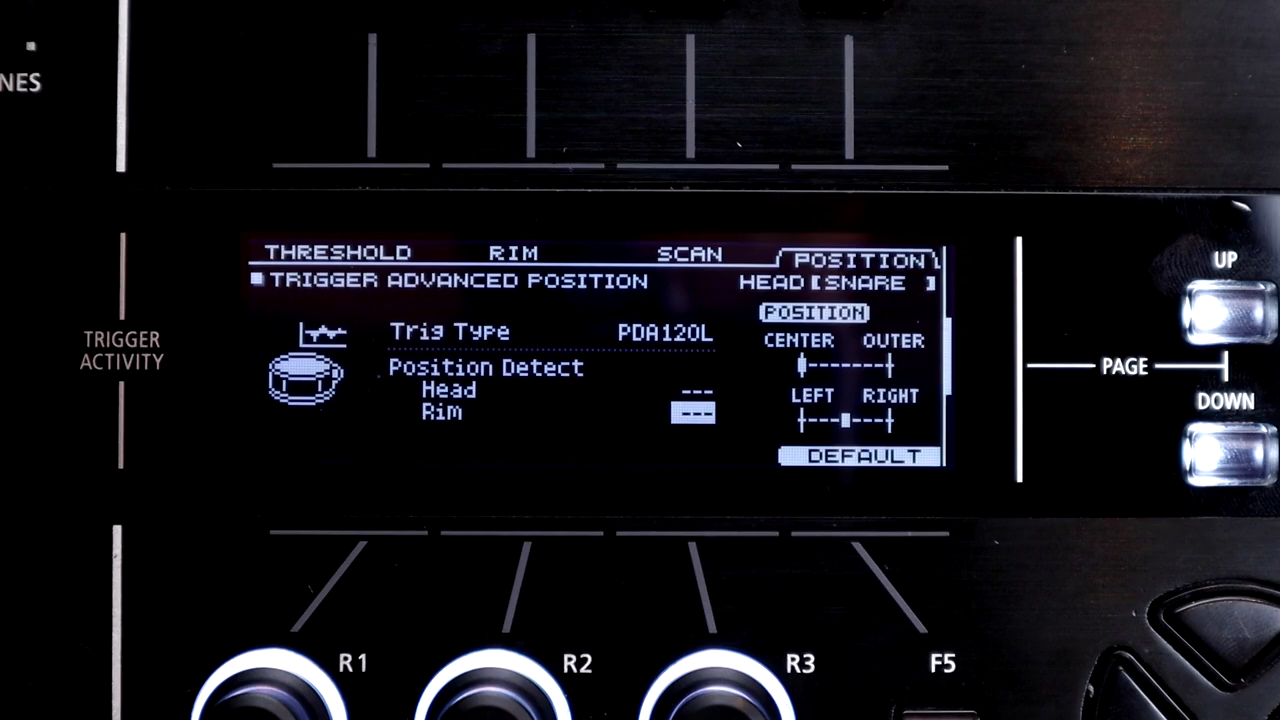 NES
THRESHOLD RIM SCAN POSITION
TRIGGER ADVANCED POSITION HEAD [SNARE ]
POSITION
Trig Type PDA120L
CENTER OUTER
Position Detect
Head ---
LEFT RIGHT
Rim ---
DEFAULT
TRIGGER
ACTIVITY
UP
PAGE
DOWN
R1 R2 R3 F5